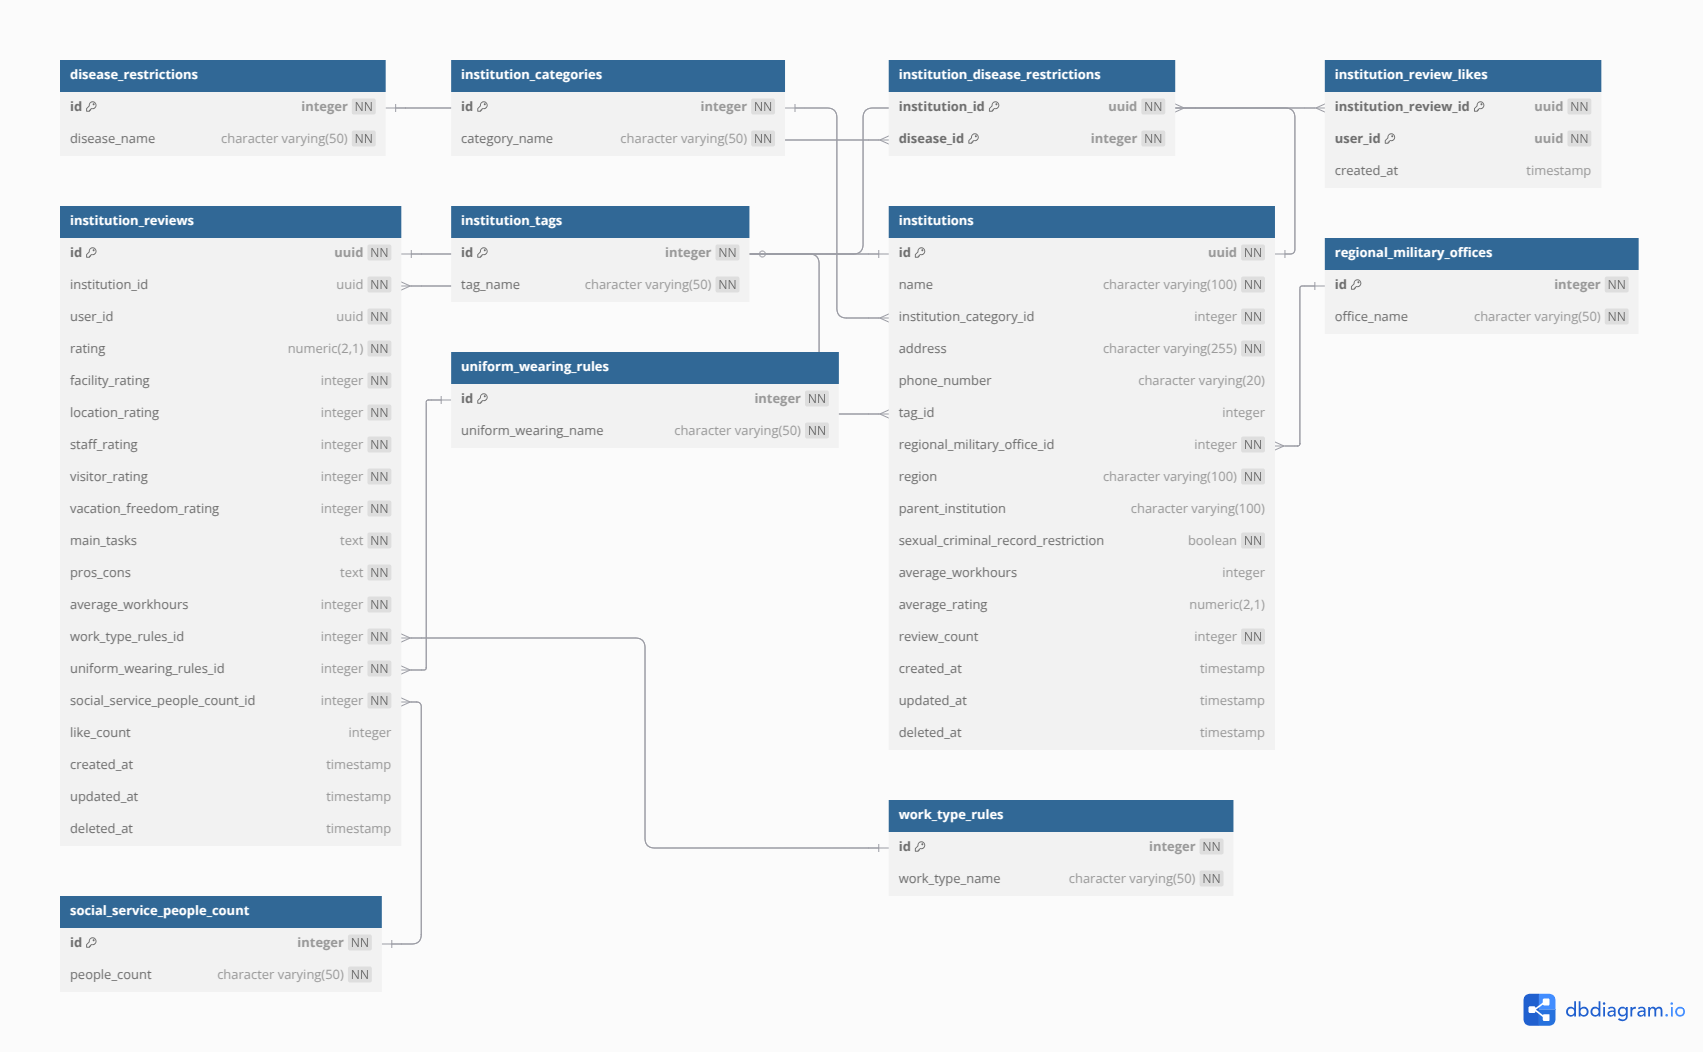 disease_restrictions
id integer NN
disease_name character varying(50) NN
institution_categories
id integer NN
category_name character varying(50) NN
institution_disease_restrictions
institution_id uuid NN
disease_id integer NN
institution_review_likes
institution_review_id uuid NN
user_id uuid NN
created_at timestamp
institution_reviews
id uuid NN
institution_id uuid NN
user_id uuid NN
rating numeric(2,1) NN
facility_rating integer NN
location_rating integer NN
staff_rating integer NN
visitor_rating integer NN
vacation_freedom_rating integer NN
main_tasks text NN
pros_cons text NN
average_workhours integer NN
work_type_rules_id integer NN
uniform_wearing_rules_id integer NN
social_service_people_count_id integer NN
like_count integer
created_at timestamp
updated_at timestamp
deleted_at timestamp
institution_tags
id integer NN
tag_name character varying(50) NN
uniform_wearing_rules
id integer NN
uniform_wearing_name character varying(50) NN
institutions
id uuid NN
name character varying(100) NN
institution_category_id integer NN
address character varying(255) NN
phone_number character varying(20)
tag_id integer
regional_military_office_id integer NN
region character varying(100) NN
parent_institution character varying(100)
sexual_criminal_record_restriction boolean NN
average_workhours integer
average_rating numeric(2,1)
review_count integer NN
created_at timestamp
updated_at timestamp
deleted_at timestamp
regional_military_offices
id integer NN
office_name character varying(50) NN
work_type_rules
id integer NN
work_type_name character varying(50) NN
social_service_people_count
id integer NN
people_count character varying(50) NN
dbdiagram.io